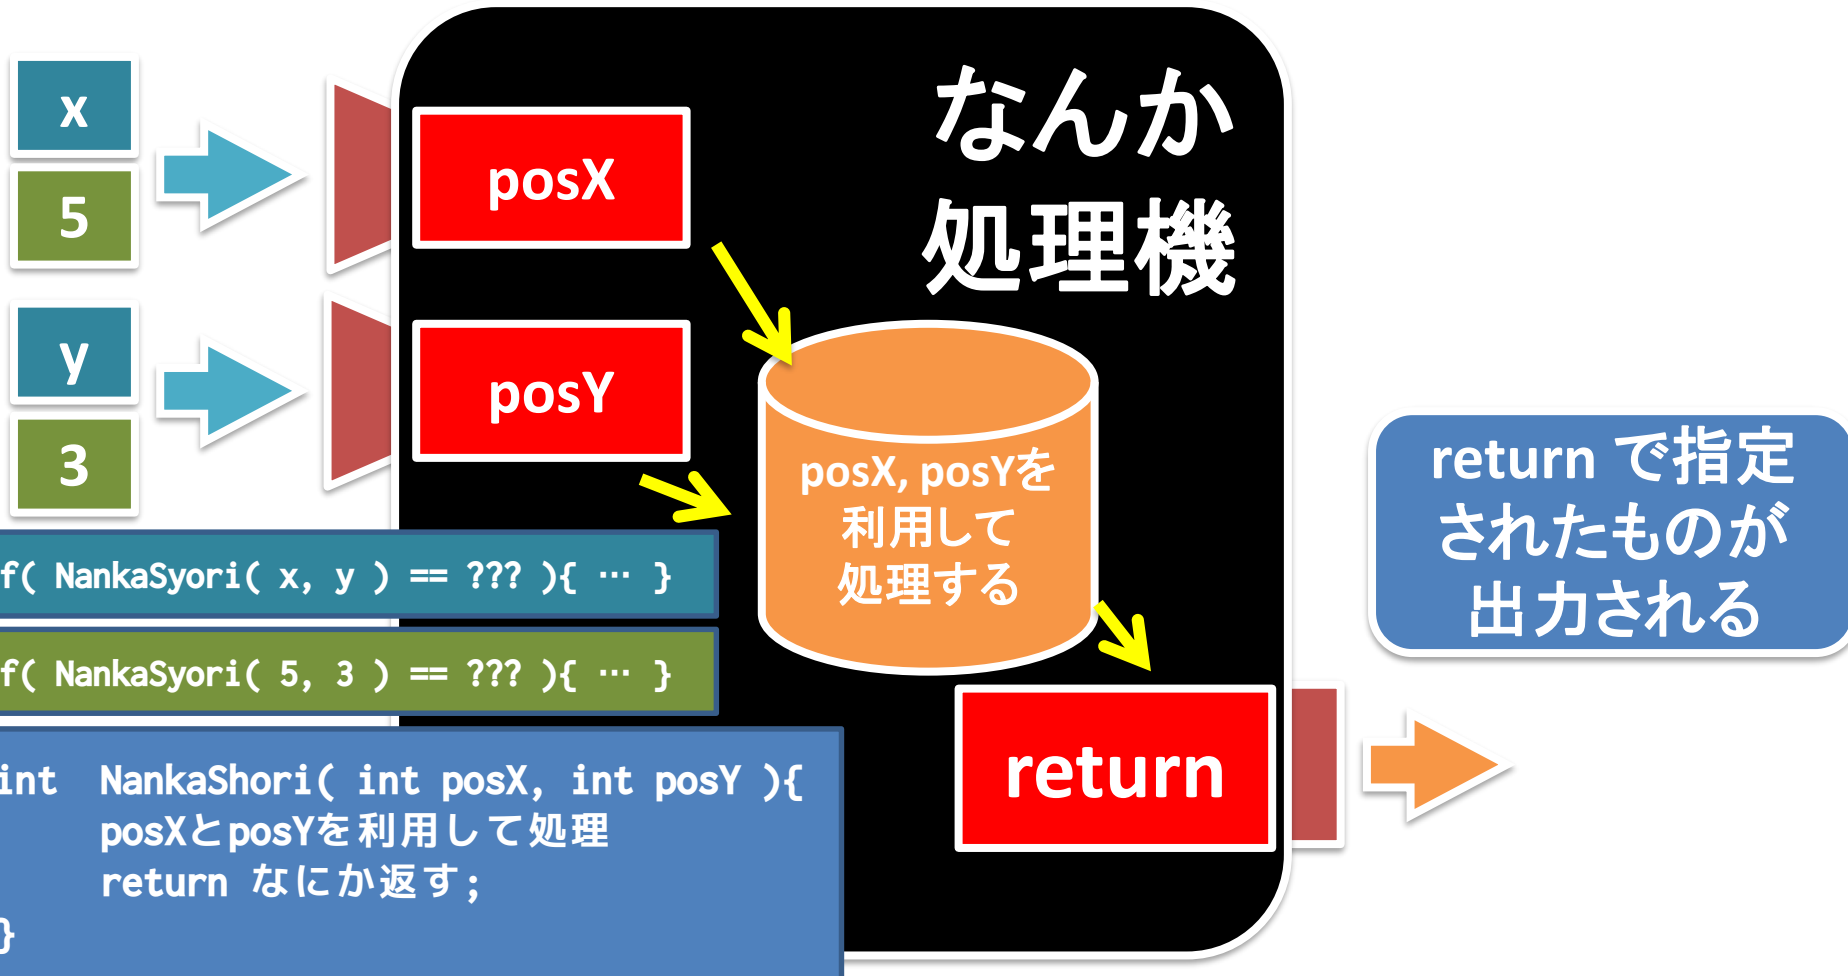 x
5
y
3
なんか
処理機
posX
posY
posX, posYを
利用して
処理する
return
return で指定
されたものが
出力される
f( NankaSyori( x, y ) == ??? ){ … }
f( NankaSyori( 5, 3 ) == ??? ){ … }
int NankaShori( int posX, int posY ){
posXとposYを利用して処理
return なにか返す;
}